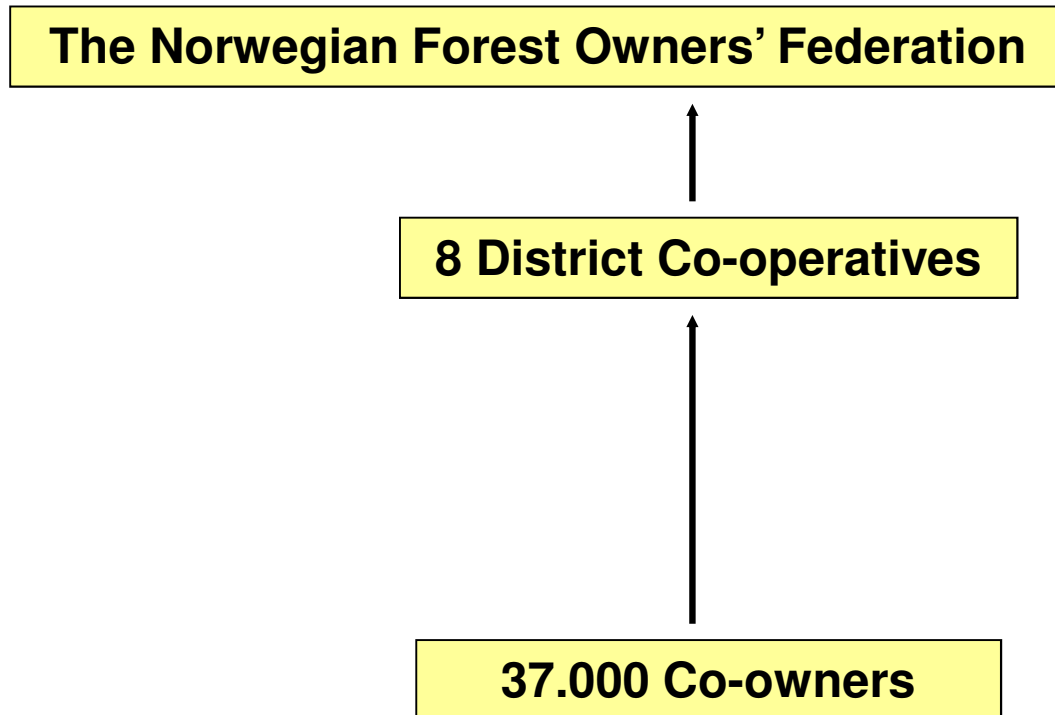 The Norwegian Forest Owners’ Federation
8 District Co-operatives
37.000 Co-owners